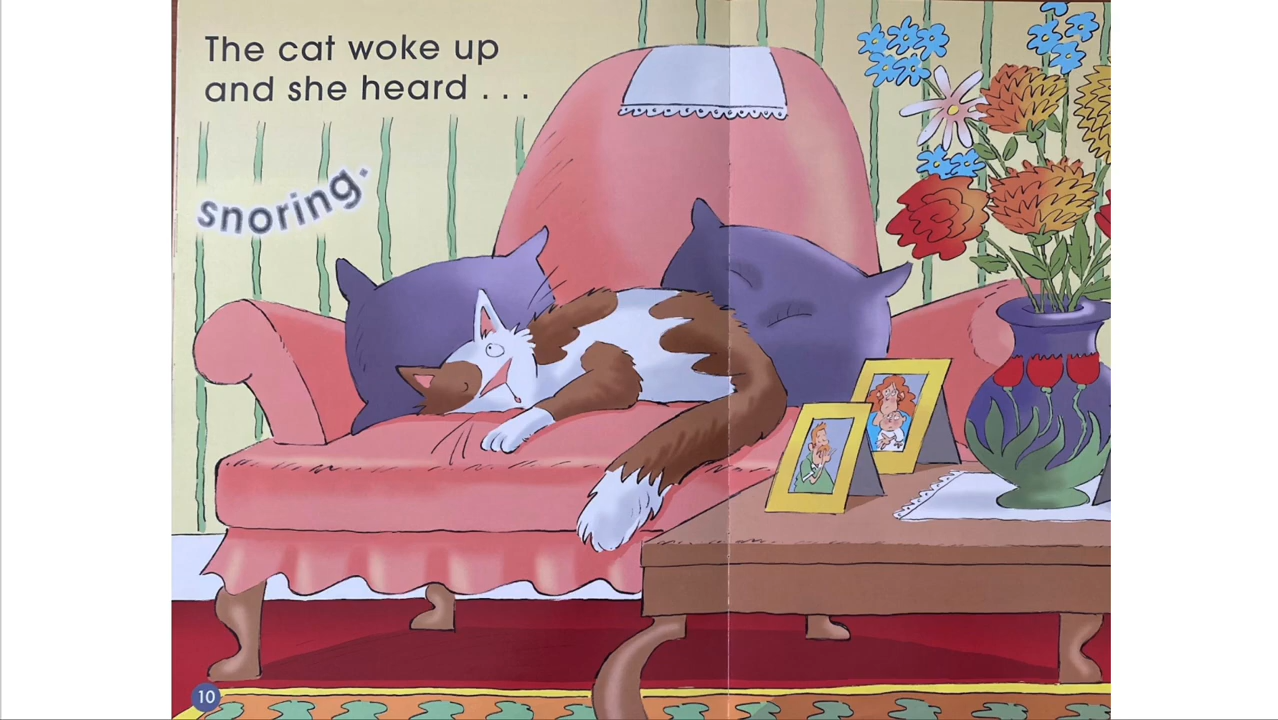 The cat woke up
and she heard . . .
snoring.
10